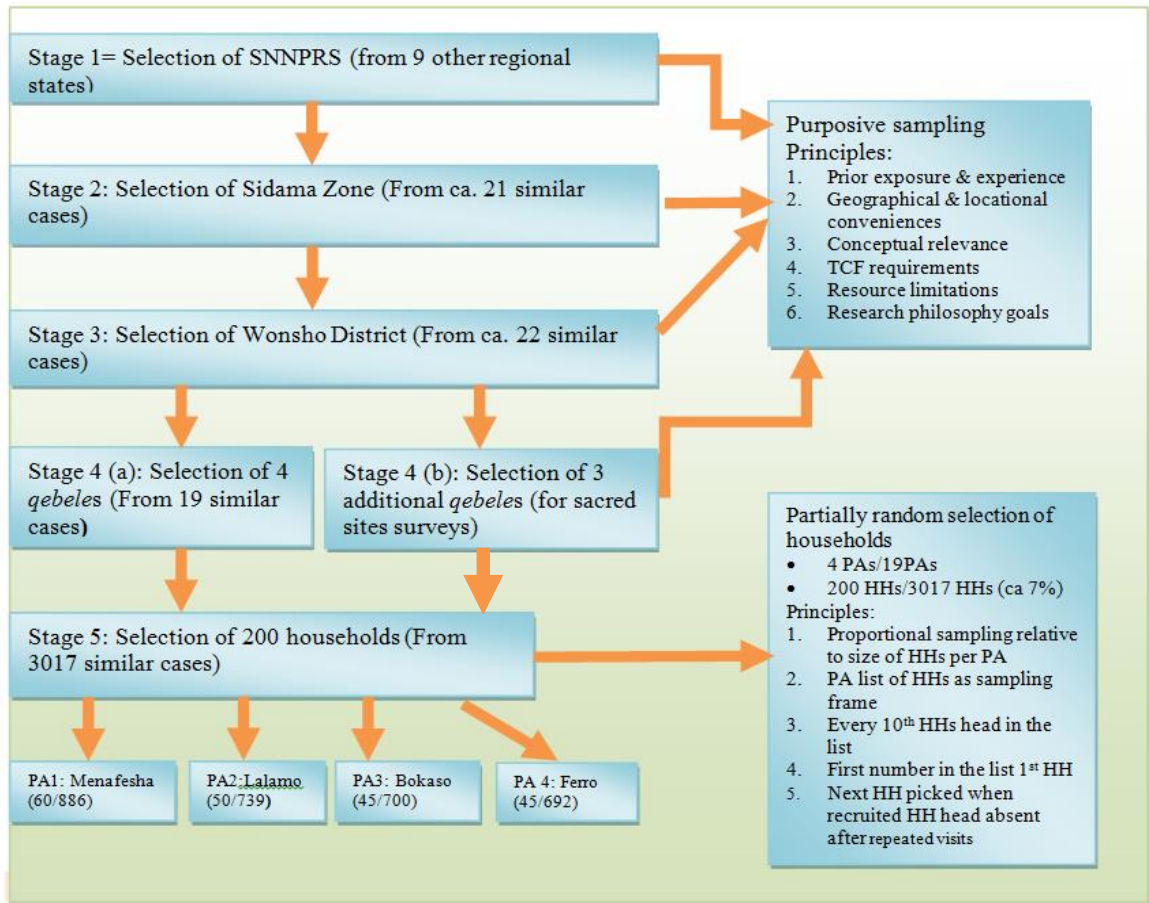 Stage 1= Selection of SNNPRS (from 9 other regional
states)
Stage 2: Selection of Sidama Zone (From ca. 21 similar
cases)
Stage 3: Selection of Wonsho District (From ca. 22 similar
cases)
Stage 4 (a): Selection of 4
qebeles (From 19 similar
cases)
Stage 4 (b): Selection of 3
additional qebeles (for sacred
sites surveys)
Stage 5: Selection of 200 households (From
3017 similar cases)
PA1: Menafesha
(60/886)
PA2:Lalamo
(50/739)
PA3: Bokaso
(45/700)
PA 4: Ferro
(45/692)
Purposive sampling
Principles:
1. Prior exposure & experience
2. Geographical & locational
conveniences
3. Conceptual relevance
4. TCF requirements
5. Resource limitations
6. Research philosophy goals
Partially random selection of
households
• 4 PAs/19PAs
• 200 HHs/3017 HHs (ca 7%)
Principles:
1. Proportional sampling relative
to size of HHs per PA
2. PA list of HHs as sampling
frame
3. Every 10th HHs head in the
list
4. First number in the list 1st HH
5. Next HH picked when
recruited HH head absent
after repeated visits